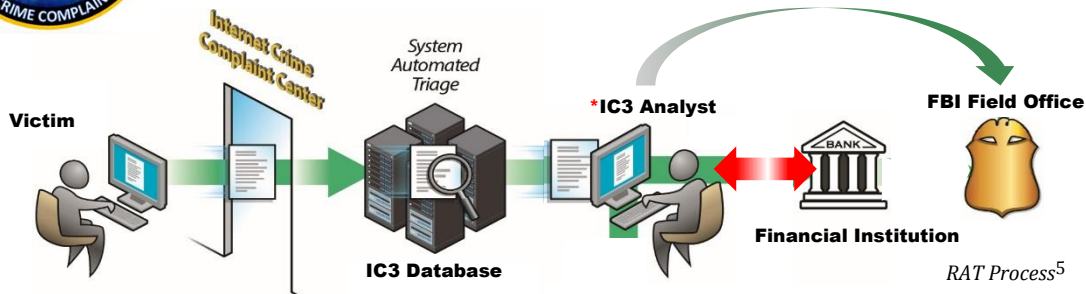 RIME COMPLAIN
Internet Crime
Complaint Center
System
Automated
Triage
Victim
*IC3 Analyst
FBI Field Office
BANK
IC3 Database
Financial Institution
RAT Process5